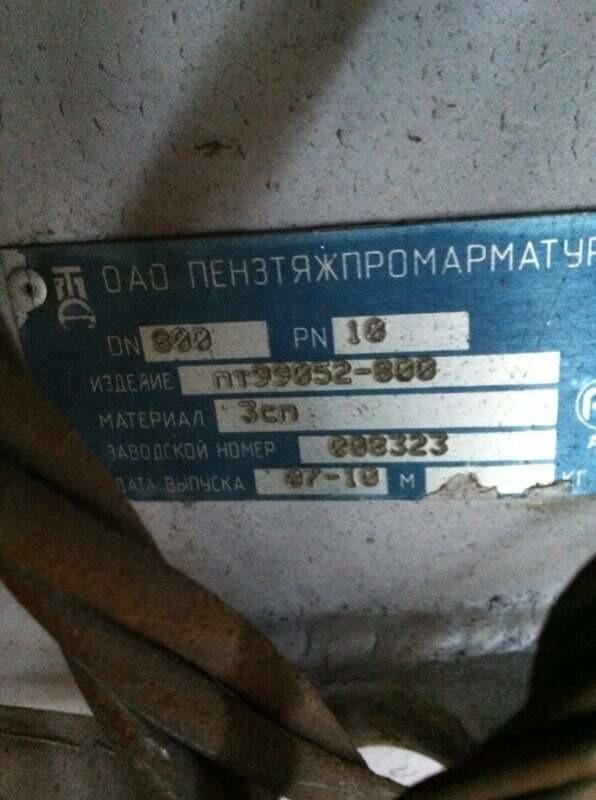 ОАО ПЕНЗТЯЖПРОМАРМАТУР
DN 800 PN 10
ИЗДЕЛИЕ ПТ99052-800
МАТЕРИАЛ 3сп
ЗАВОДСКОЙ НОМЕР 008323
ДАТА ВЫПУСКА 07-10 М КГ